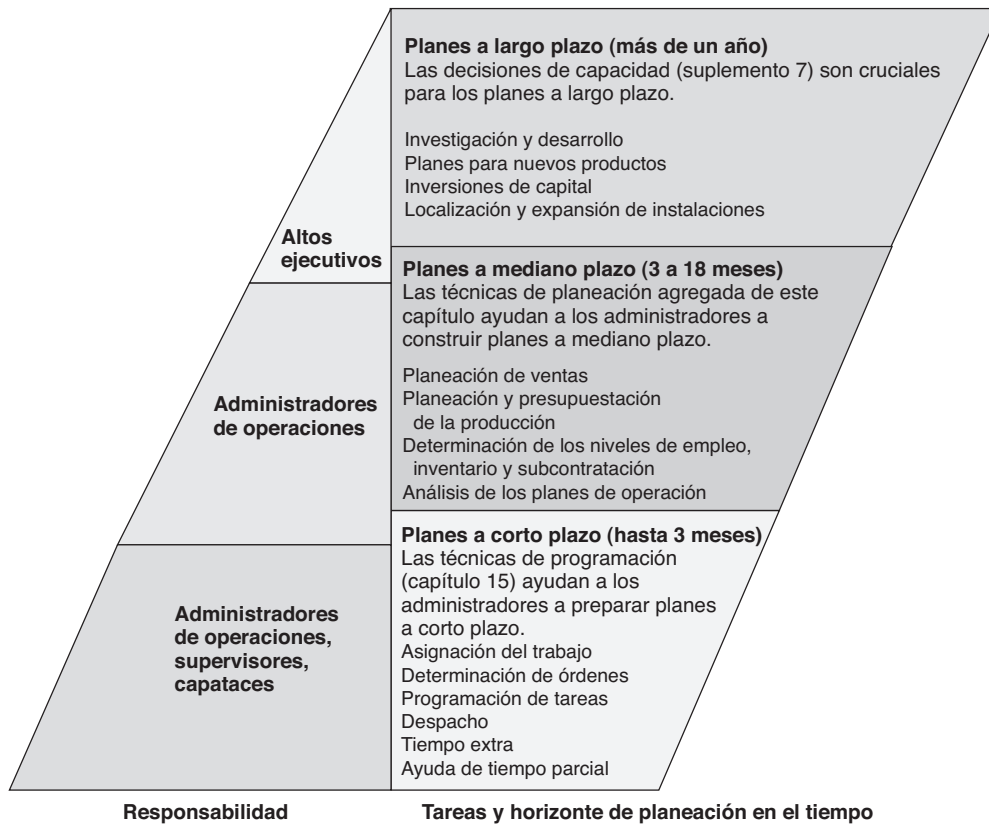 Planes a largo plazo (más de un año)
Las decisiones de capacidad (suplemento 7) son cruciales
para los planes a largo plazo.
Investigación y desarrollo
Planes para nuevos productos
Inversiones de capital
Localización y expansión de instalaciones
Altos
ejecutivos
Planes a mediano plazo (3 a 18 meses)
Las técnicas de planeación agregada de este
capítulo ayudan a los administradores a
construir planes a mediano plazo.
Planeación de ventas
Planeación y presupuestación
de la producción
Determinación de los niveles de empleo,
inventario y subcontratación
Análisis de los planes de operación
Administradores
de operaciones
Planes a corto plazo (hasta 3 meses)
Las técnicas de programación
(capítulo 15) ayudan a los
administradores a preparar planes
a corto plazo.
Asignación del trabajo
Determinación de órdenes
Programación de tareas
Despacho
Tiempo extra
Ayuda de tiempo parcial
Administradores
de operaciones,
supervisores,
capataces
Responsabilidad
Tareas y horizonte de planeación en el tiempo